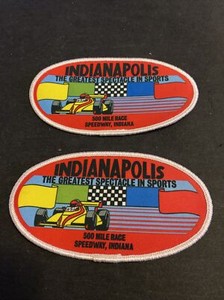 INDIANAPOLIS
THE GREATEST SPECTACLE IN SPORTS
500 MILE RACE
SPEEDWAY, INDIANA
INDIANAPOLIS
THE GREATEST SPECTACLE IN SPORTS
500 MILE RACE
SPEEDWAY, INDIANA